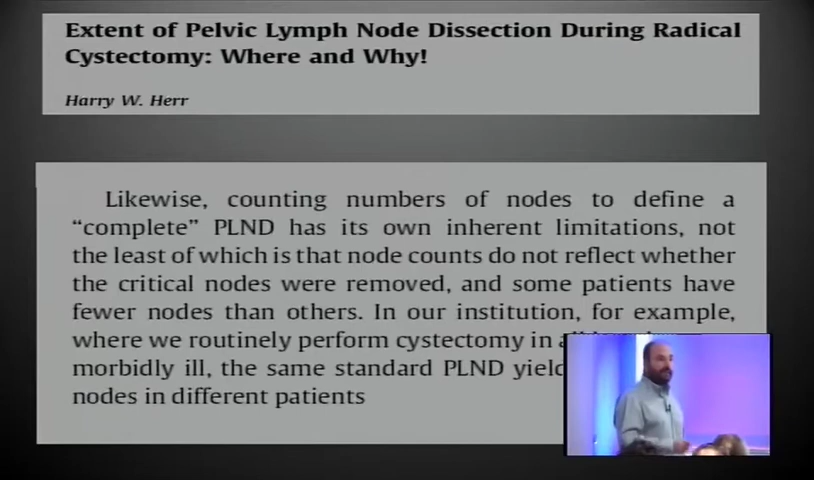 Extent of Pelvic Lymph Node Dissection During Radical
Cystectomy: Where and Why!
Harry W. Herr
Likewise, counting numbers of nodes to define a
“complete” PLND has its own inherent limitations, not
the least of which is that node counts do not reflect whether
the critical nodes were removed, and some patients have
fewer nodes than others. In our institution, for example,
where we routinely perform cystectomy in
morbidly ill, the same standard PLND
nodes in different patients